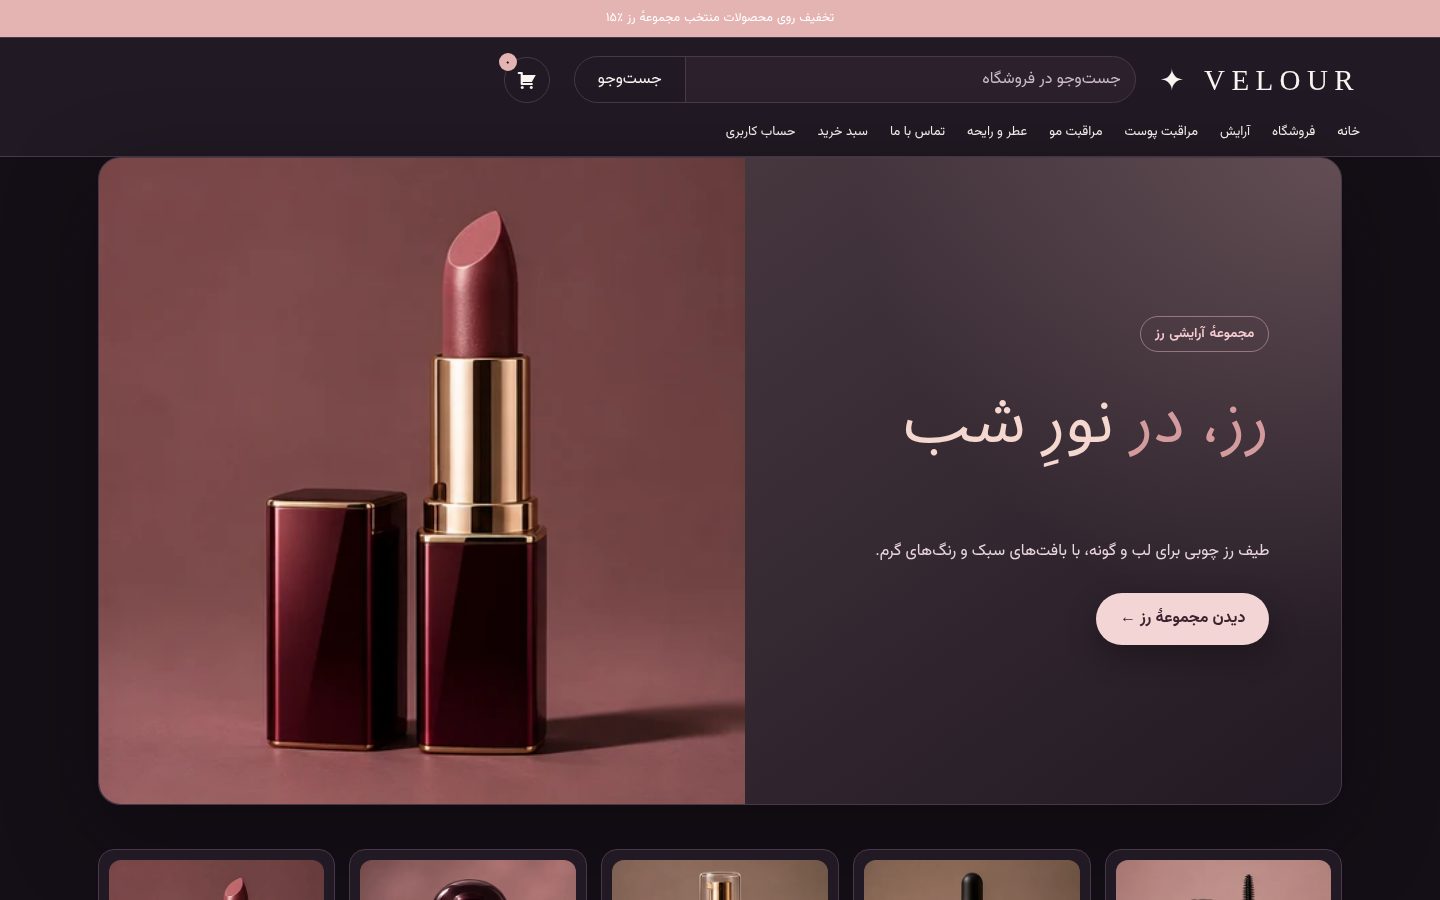 تخفیف روی محصولات منتخب مجموعهٔ رز ۱۵٪
VELOUR ✦
جست‌وجو در فروشگاه
جست‌وجو
۰
خانه
فروشگاه
آرایش
مراقبت پوست
مراقبت مو
عطر و رایحه
تماس با ما
سبد خرید
حساب کاربری
مجموعهٔ آرایشی رز
رز، در نورِ شب
طیف رز چوبی برای لب و گونه، با بافت‌های سبک و رنگ‌های گرم.
دیدن مجموعهٔ رز ←